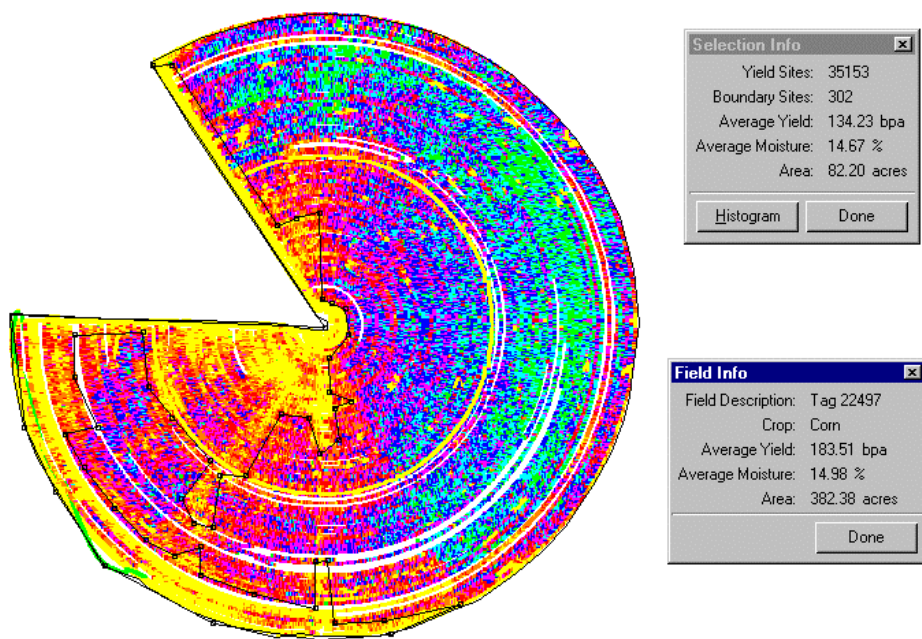 Selection Info
Yield Sites: 35153
Boundary Sites: 302
Average Yield: 134.23 bpa
Average Moisture: 14.67 %
Area: 82.20 acres
Histogram Done
Field Info
Field Description: Tag 22497
Crop: Corn
Average Yield: 183.51 bpa
Average Moisture: 14.98 %
Area: 382.38 acres
Done